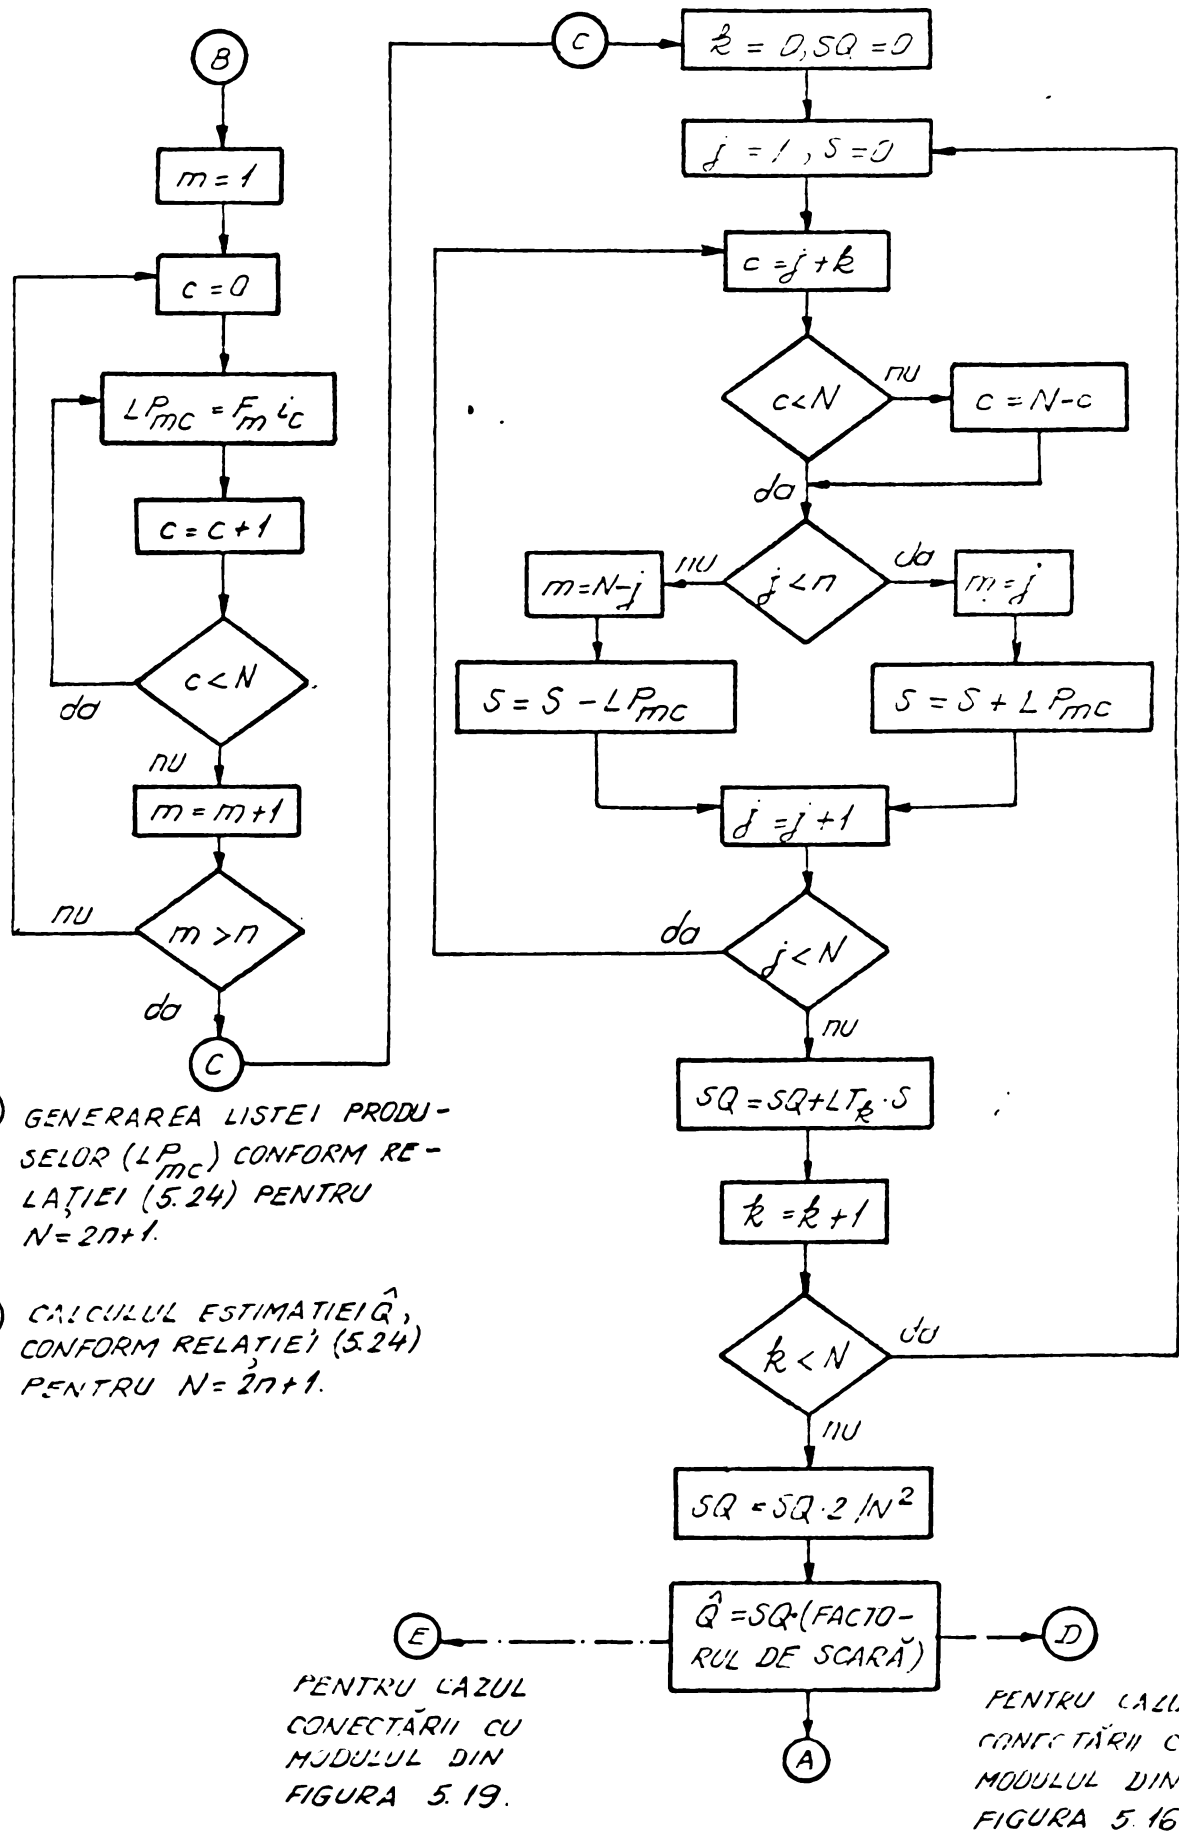 B
m = 1
c = 0
LPmc = Fm ic
c = c + 1
c < N
da
nu
m = m + 1
m > n
nu
da
C
) GENERAREA LISTEI PRODU-
SELOR (LPmc) CONFORM RE-
LAȚIEI (5.24) PENTRU
N = 2n+1.
) CALCULUL ESTIMAȚIEI Q̂,
CONFORM RELAȚIEI (5.24)
PENTRU N = 2n+1.
C
k = 0, SQ = 0
j = 1, S = 0
c = j + k
c < N
nu
c = N - c
da
j < n
nu
da
m = N - j
m = j
S = S - LPmc
S = S + LPmc
j = j + 1
j < N
da
nu
SQ = SQ + LTk · S
k = k + 1
k < N
da
nu
SQ = SQ · 2 / N²
Q̂ = SQ·(FACTO-
RUL DE SCARĂ)
E
D
A
PENTRU CAZUL
CONECTĂRII CU
MODULUL DIN
FIGURA 5.19.
PENTRU
CONECTĂRII C
MODULUL DIN
FIGURA 5.16